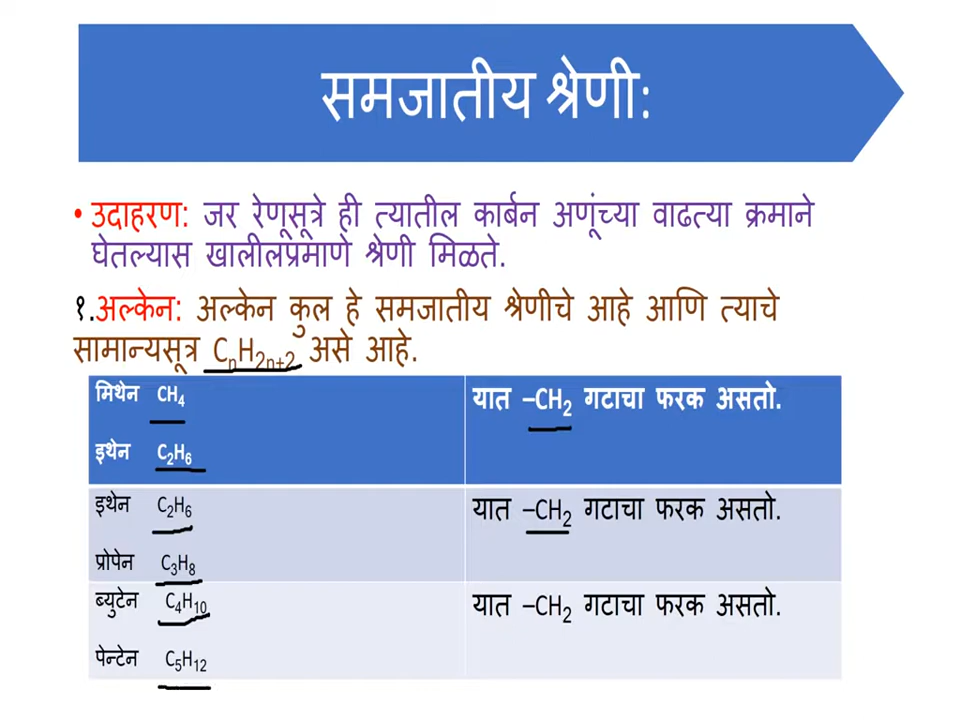 समजातीय श्रेणी:
• उदाहरण: जर रेणूसूत्रे ही त्यातील कार्बन अणूंच्या वाढत्या क्रमाने
घेतल्यास खालीलप्रमाणे श्रेणी मिळते.
१.अल्केन: अल्केन कुल हे समजातीय श्रेणीचे आहे आणि त्याचे
सामान्यसूत्र CₙH₂ₙ₊₂ असे आहे.
मिथेन CH₄ यात –CH₂ गटाचा फरक असतो.
इथेन C₂H₆
इथेन C₂H₆ यात –CH₂ गटाचा फरक असतो.
प्रोपेन C₃H₈
ब्युटेन C₄H₁₀ यात –CH₂ गटाचा फरक असतो.
पेन्टेन C₅H₁₂